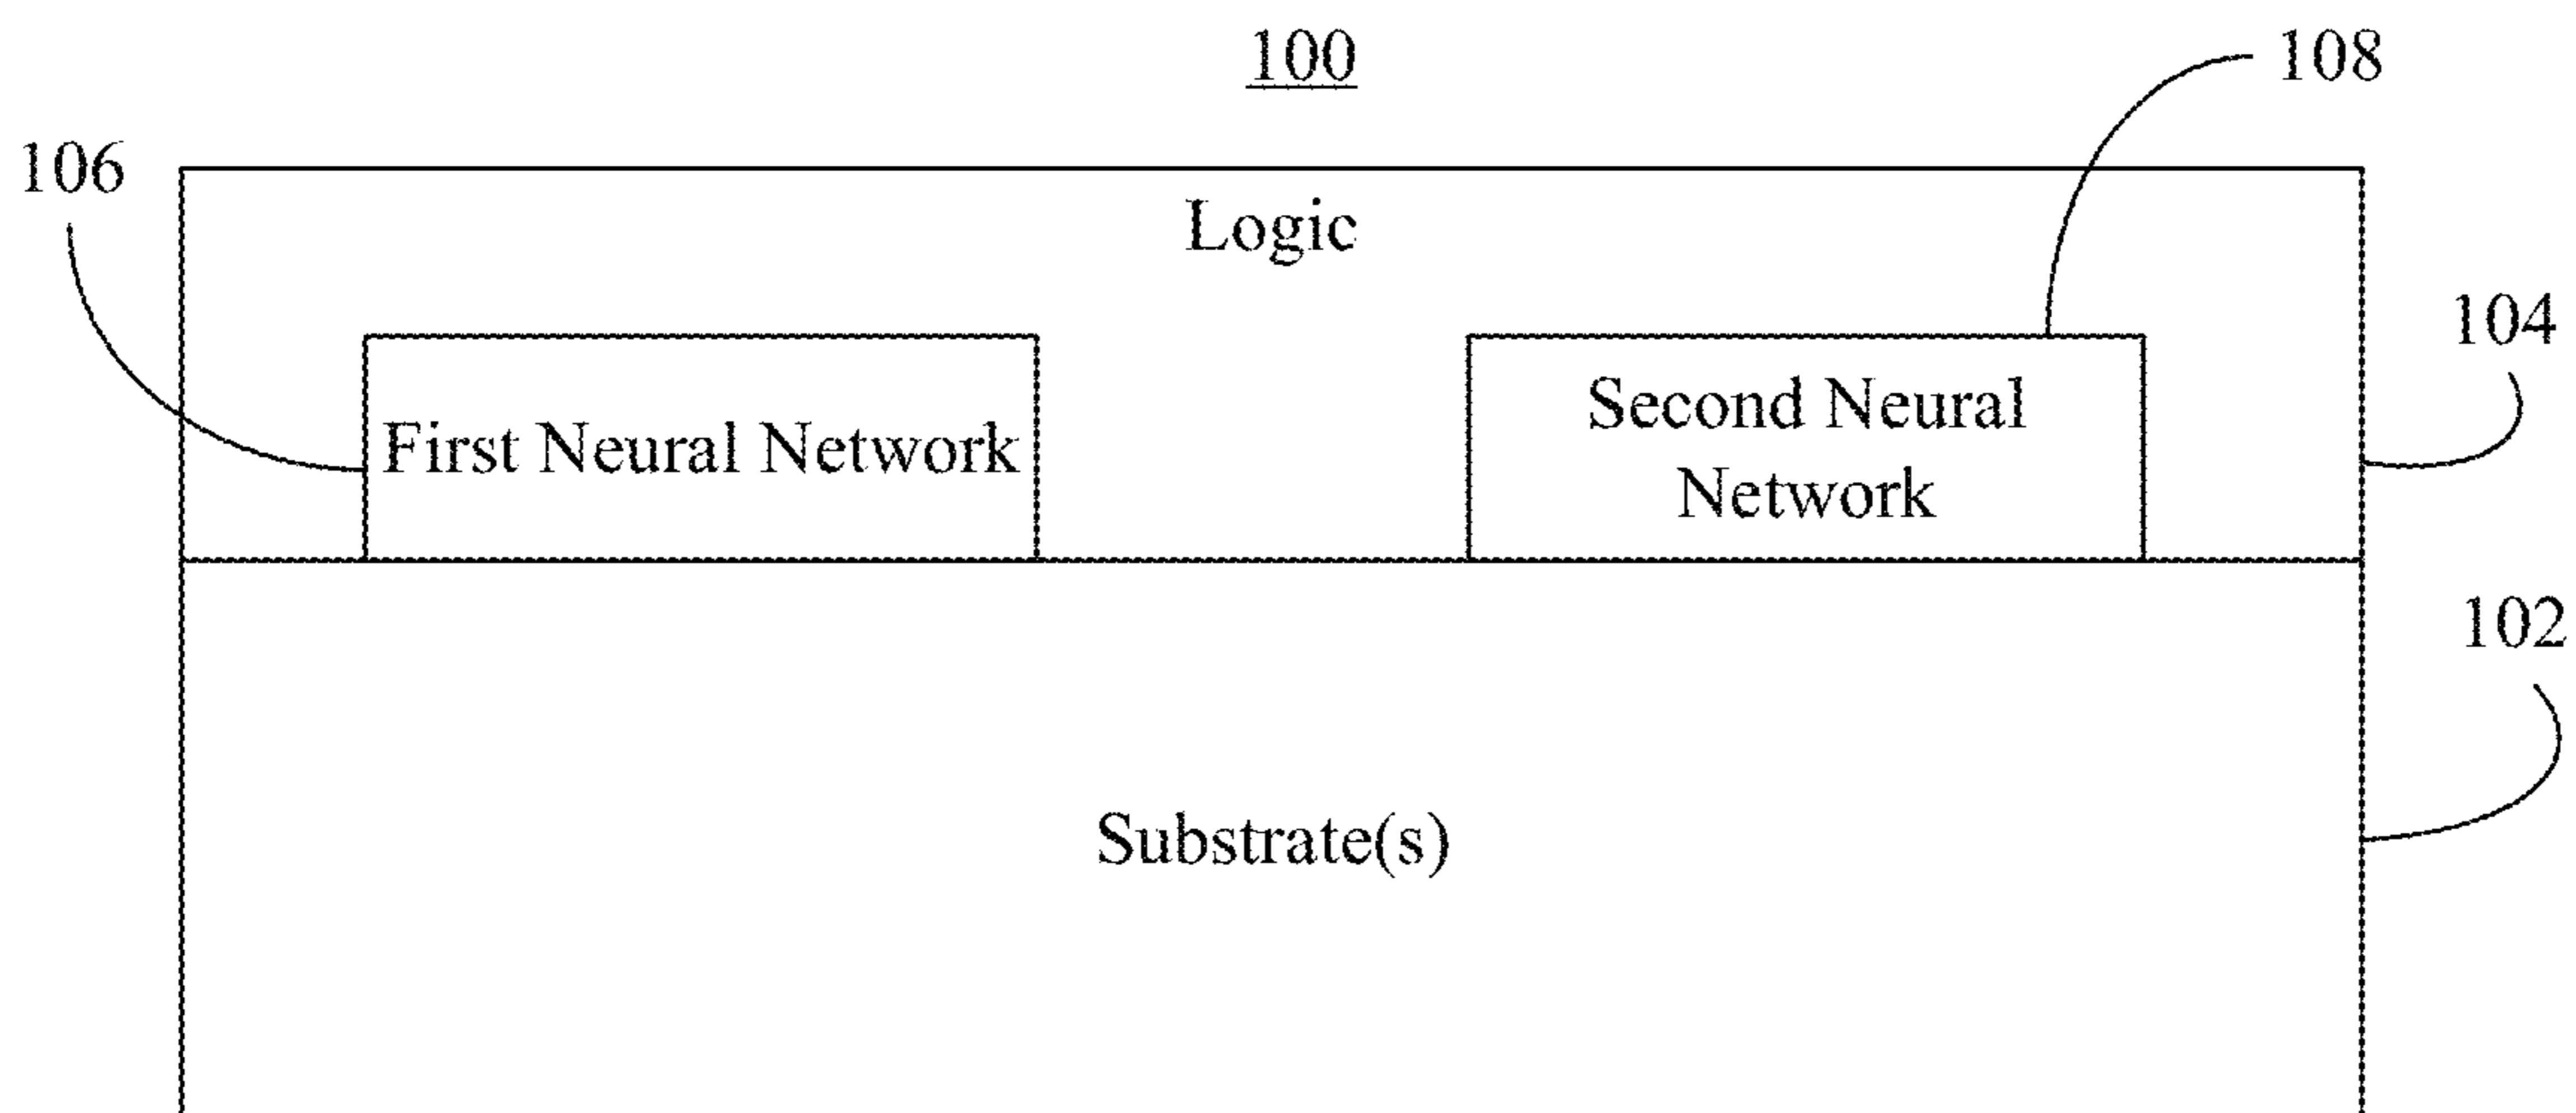 100
108
106
Logic
104
First Neural Network
Second Neural
Network
102
Substrate(s)